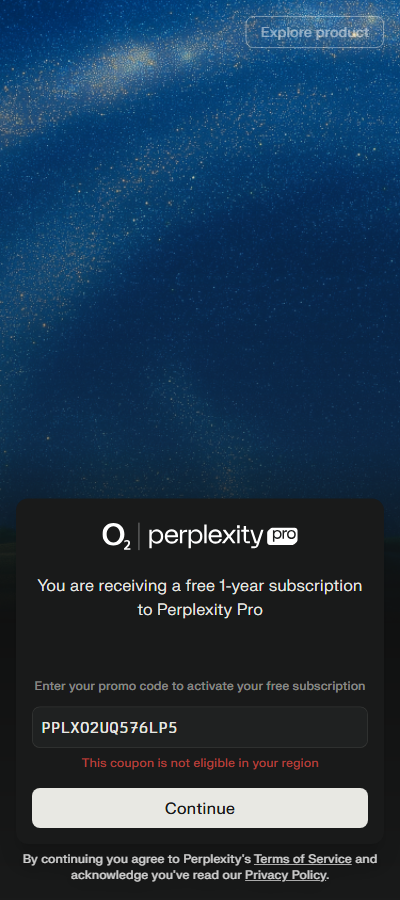 Explore product
O2 | perplexity pro
You are receiving a free 1-year subscription
to Perplexity Pro
Enter your promo code to activate your free subscription
PPLXO2UQ576LP5
This coupon is not eligible in your region
Continue
By continuing you agree to Perplexity's Terms of Service and
acknowledge you've read our Privacy Policy.